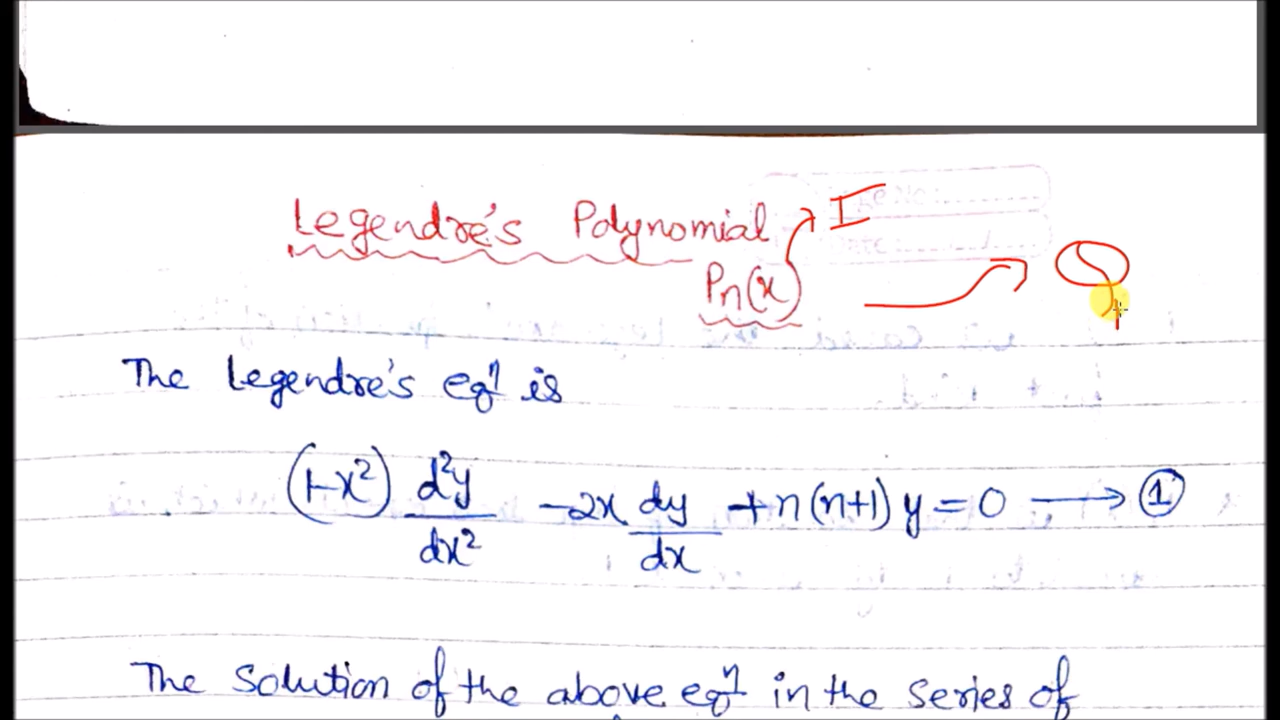 Legendre's Polynomial
Pn(x)
I
The Legendre's eqⁿ is
(1-x²) d²y/dx² -2x dy/dx + n(n+1) y = 0 → ①
The Solution of the above eqⁿ in the series of